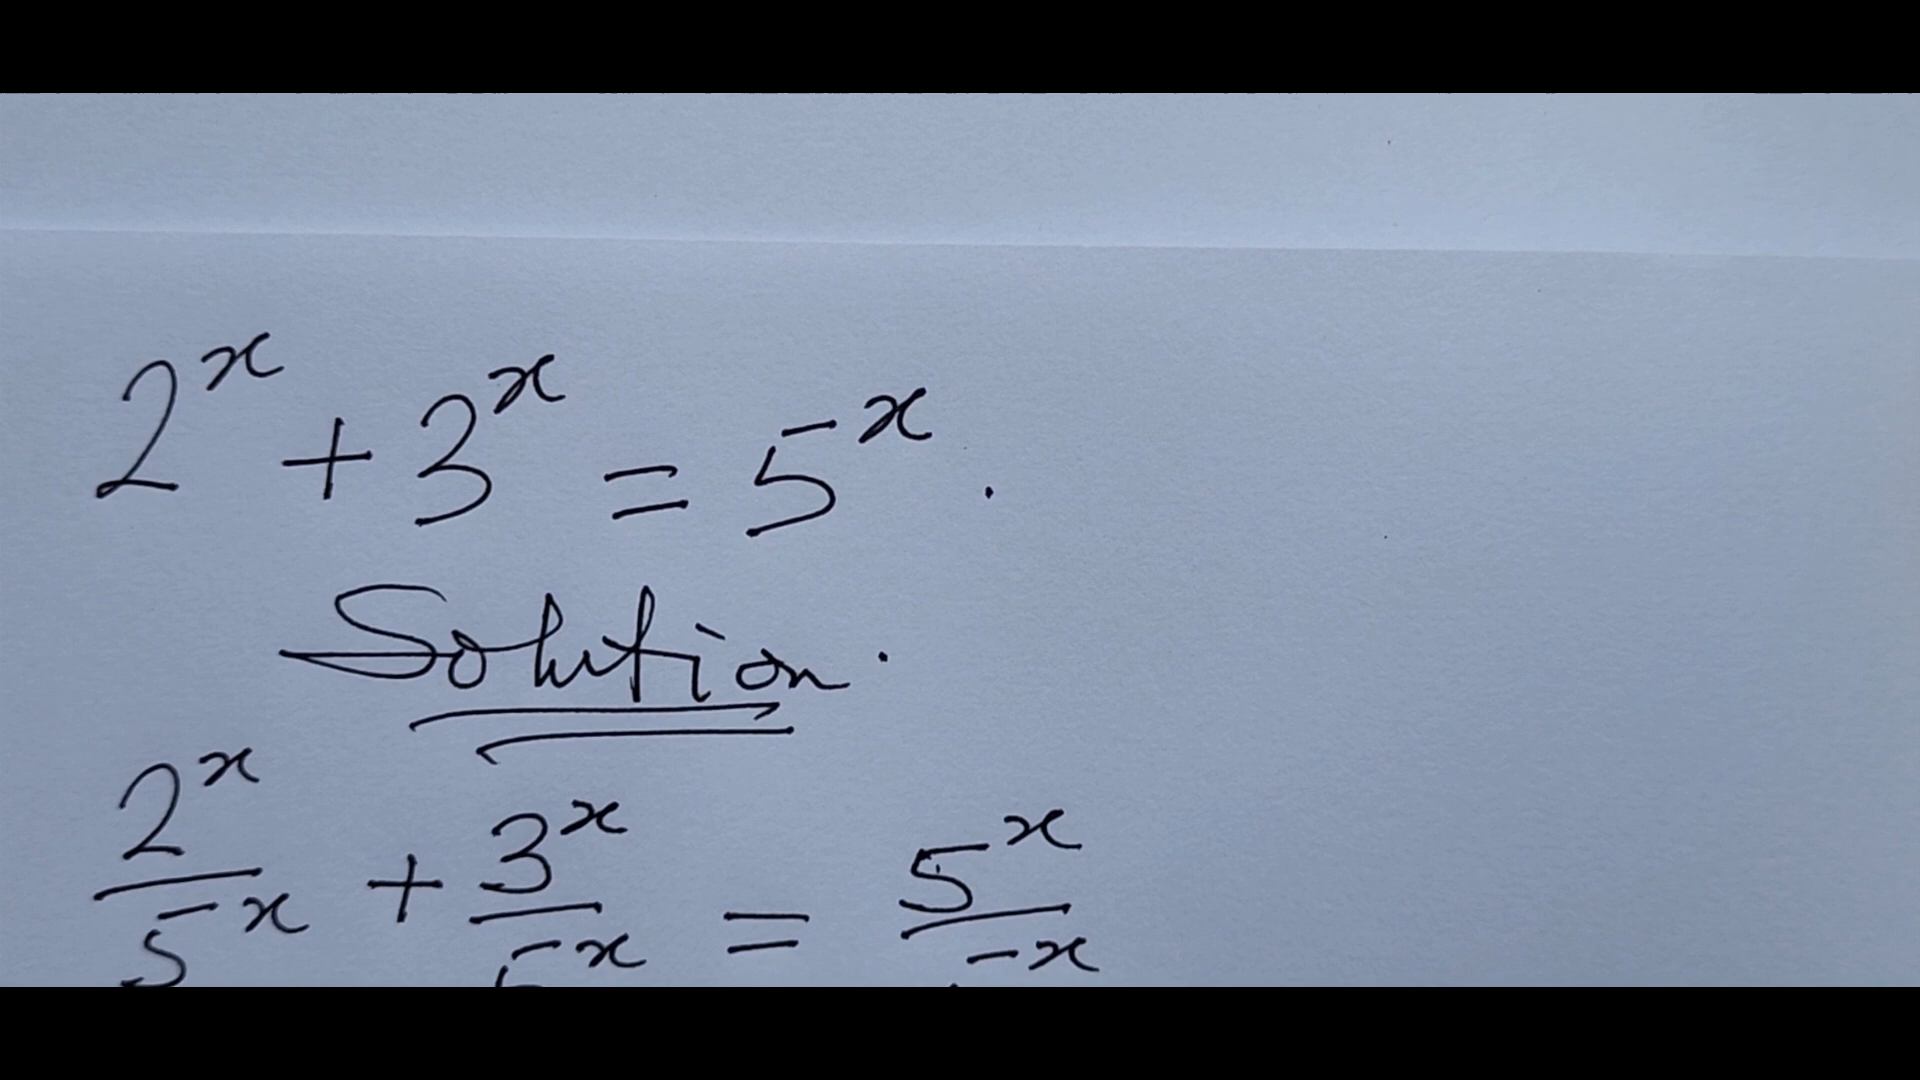 2^x + 3^x = 5^x.
Solution.
2^x/5^x + 3^x/5^x = 5^x/5^x